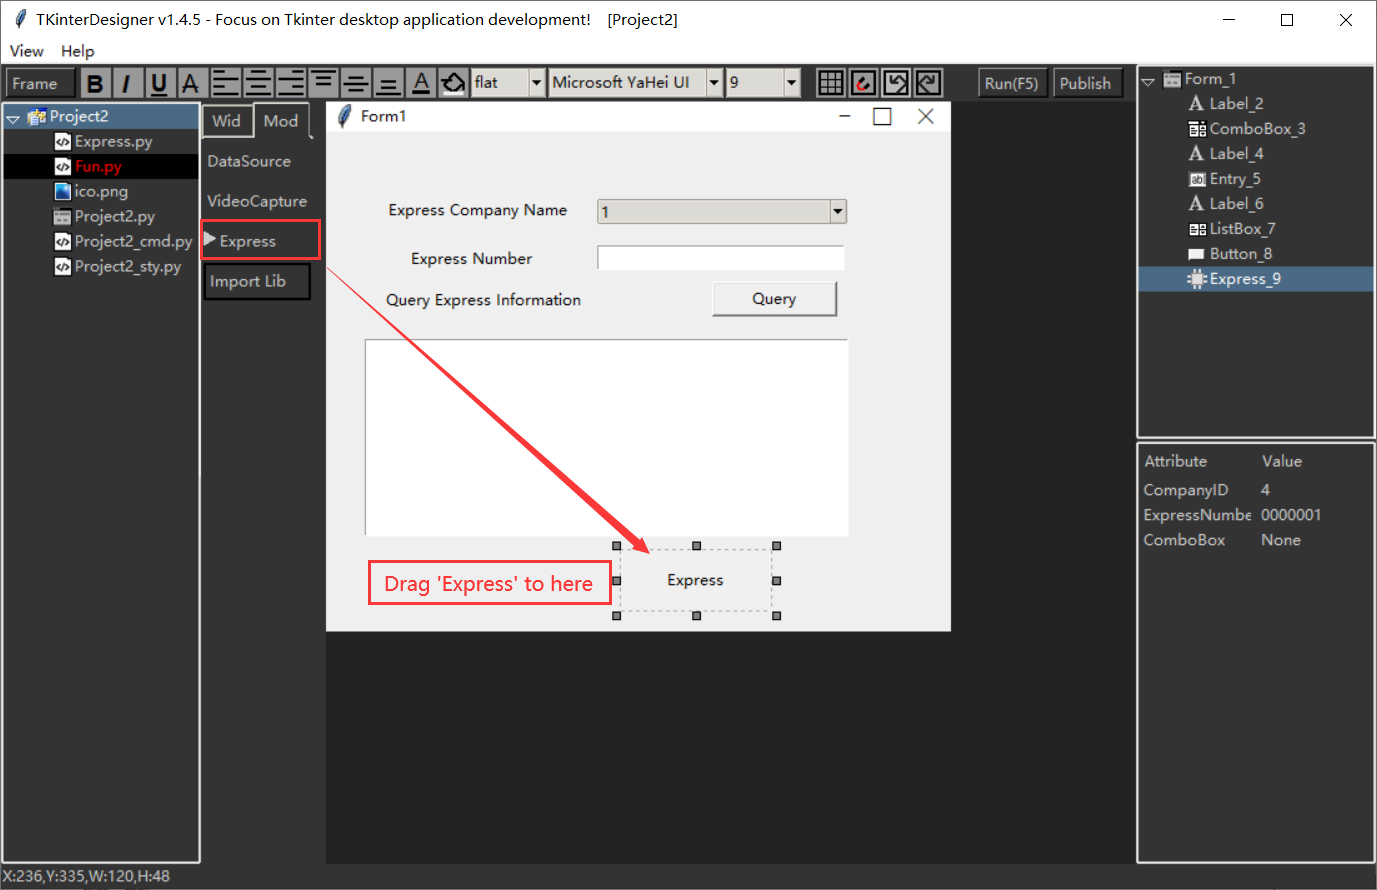 TKinterDesigner v1.4.5 - Focus on Tkinter desktop application development! [Project2]
View Help
Frame B I U A A flat Microsoft YaHei UI 9 Run(F5) Publish
Project2
Express.py
Fun.py
ico.png
Project2.py
Project2_cmd.py
Project2_sty.py
Wid Mod
DataSource
VideoCapture
Express
Import Lib
Form1
Express Company Name 1
Express Number
Query Express Information Query
Drag 'Express' to here
Express
Form_1
Label_2
ComboBox_3
Label_4
Entry_5
Label_6
ListBox_7
Button_8
Express_9
Attribute Value
CompanyID 4
ExpressNumbe 0000001
ComboBox None
X:236,Y:335,W:120,H:48